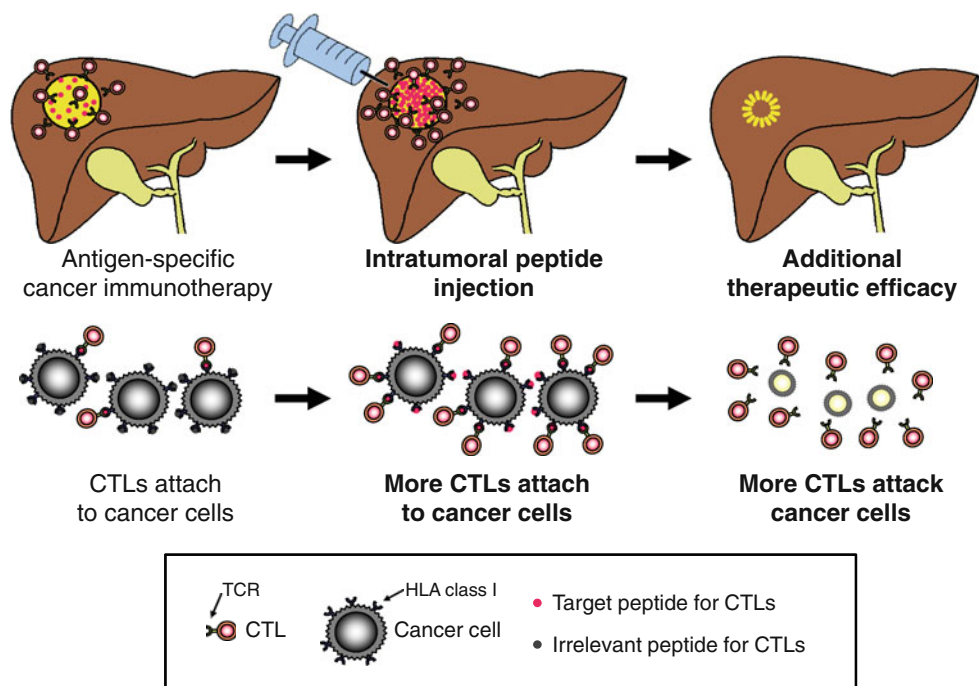 Antigen-specific
cancer immunotherapy
Intratumoral peptide
injection
Additional
therapeutic efficacy
CTLs attach
to cancer cells
More CTLs attach
to cancer cells
More CTLs attack
cancer cells
TCR
CTL
HLA class I
Cancer cell
Target peptide for CTLs
Irrelevant peptide for CTLs